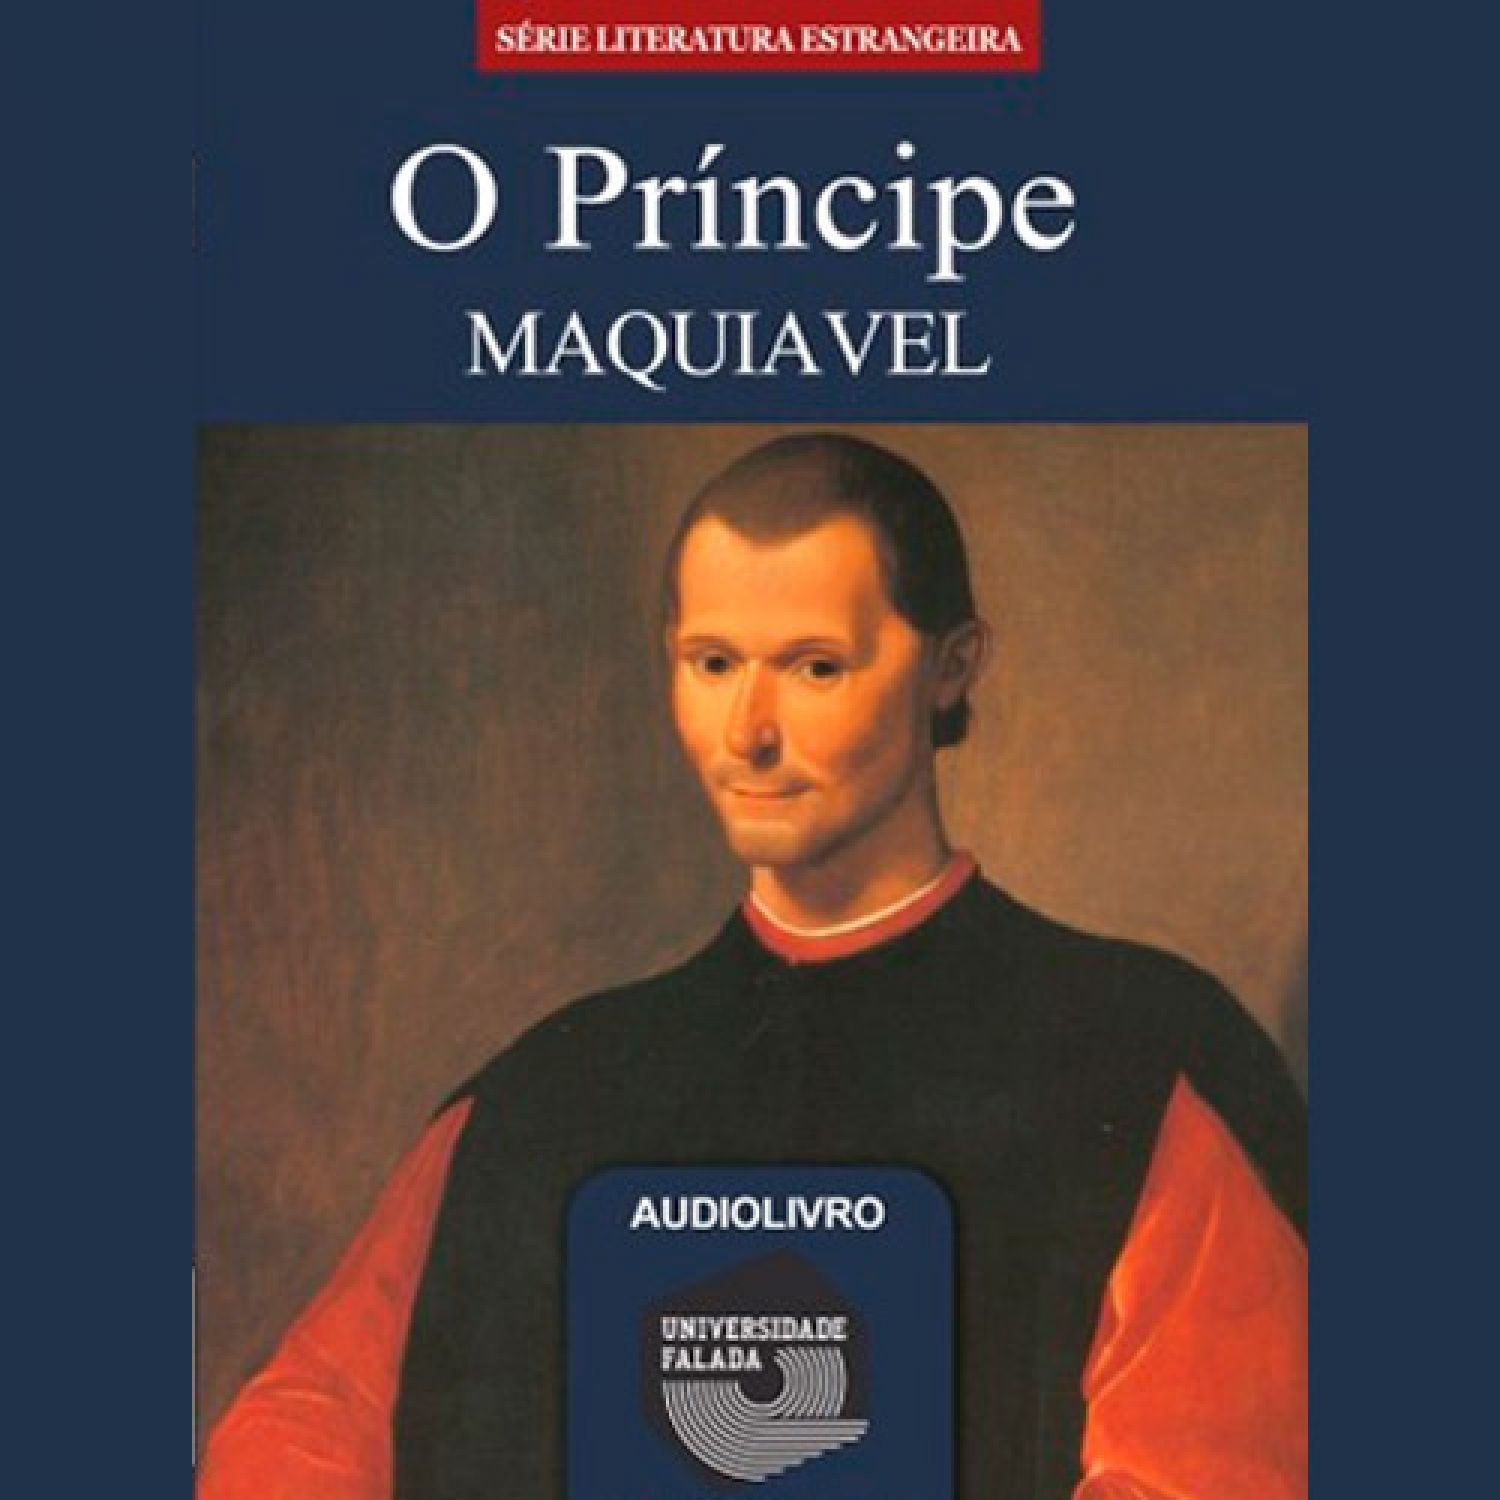 SÉRIE LITERATURA ESTRANGEIRA
O Príncipe
MAQUIAVEL
AUDIOLIVRO
UNIVERSIDADE
FALADA